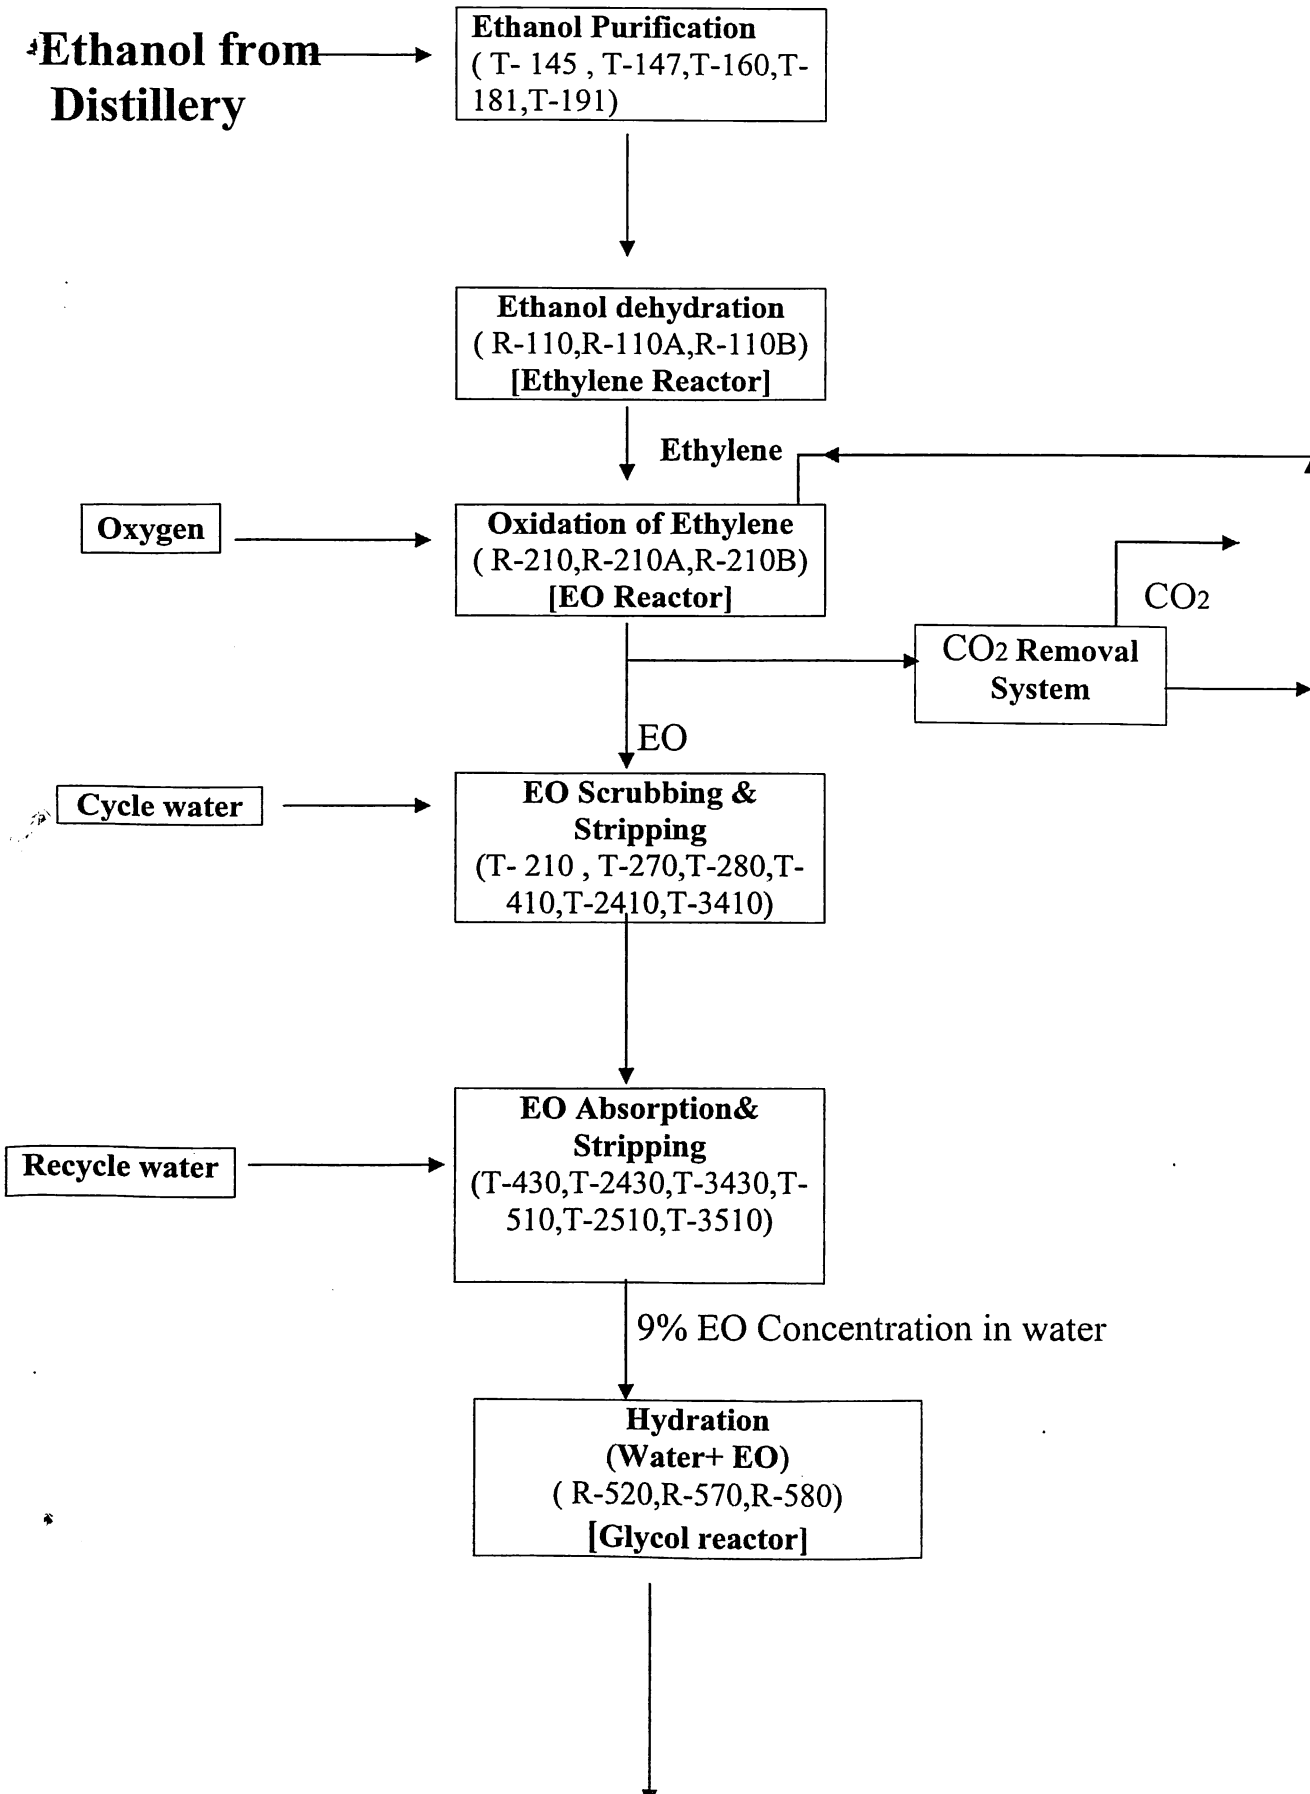 Ethanol from
Distillery
Ethanol Purification
( T- 145 , T-147,T-160,T-
181,T-191)
Ethanol dehydration
( R-110,R-110A,R-110B)
[Ethylene Reactor]
Ethylene
Oxygen
Oxidation of Ethylene
( R-210,R-210A,R-210B)
[EO Reactor]
CO2
CO2 Removal
System
EO
Cycle water
EO Scrubbing &
Stripping
(T- 210 , T-270,T-280,T-
410,T-2410,T-3410)
Recycle water
EO Absorption&
Stripping
(T-430,T-2430,T-3430,T-
510,T-2510,T-3510)
9% EO Concentration in water
Hydration
(Water+ EO)
( R-520,R-570,R-580)
[Glycol reactor]